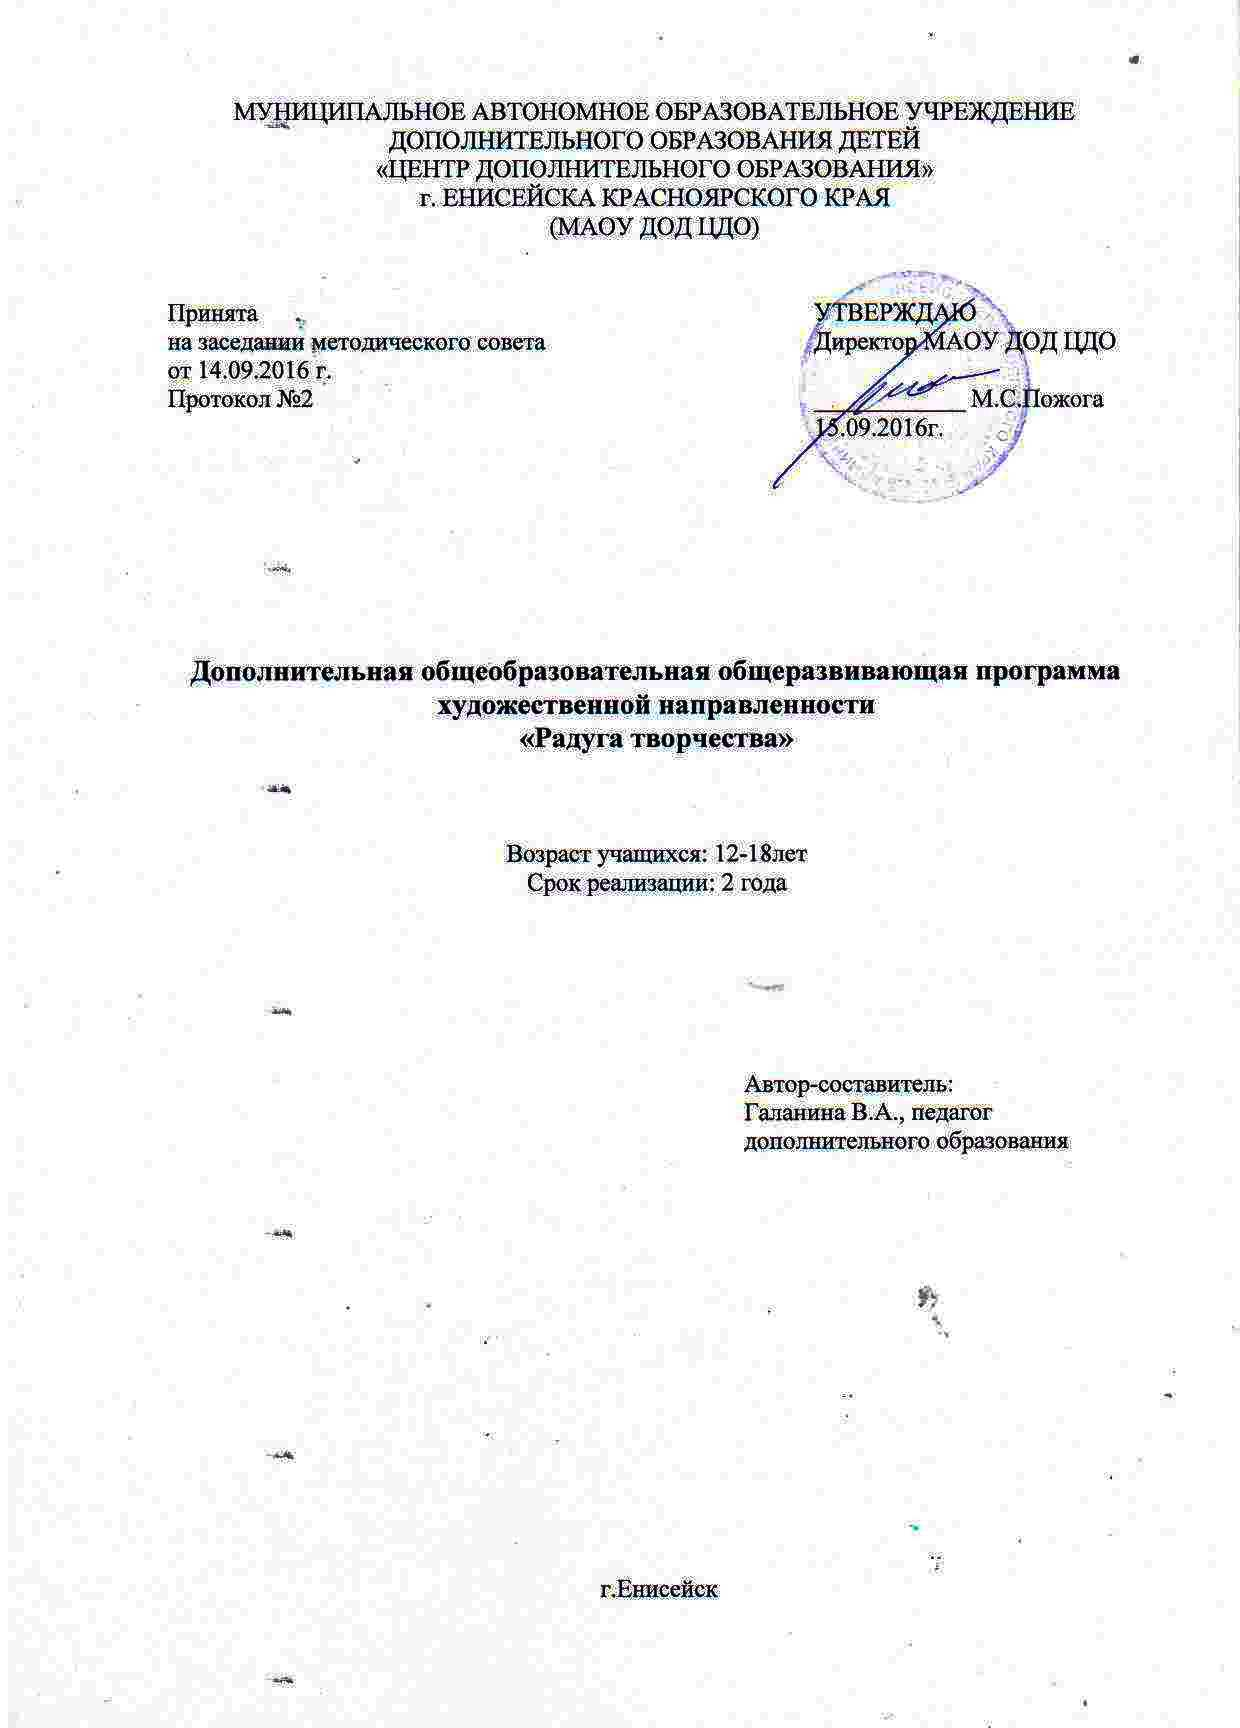 МУНИЦИПАЛЬНОЕ АВТОНОМНОЕ ОБРАЗОВАТЕЛЬНОЕ УЧРЕЖДЕНИЕ
ДОПОЛНИТЕЛЬНОГО ОБРАЗОВАНИЯ ДЕТЕЙ
«ЦЕНТР ДОПОЛНИТЕЛЬНОГО ОБРАЗОВАНИЯ»
г. ЕНИСЕЙСКА КРАСНОЯРСКОГО КРАЯ
(МАОУ ДОД ЦДО)
Принята
на заседании методического совета
от 14.09.2016 г.
Протокол №2
УТВЕРЖДАЮ
Директор МАОУ ДОД ЦДО
____________ М.С.Пожога
15.09.2016г.
Дополнительная общеобразовательная общеразвивающая программа
художественной направленности
«Радуга творчества»
Возраст учащихся: 12-18лет
Срок реализации: 2 года
Автор-составитель:
Галанина В.А., педагог
дополнительного образования
г.Енисейск